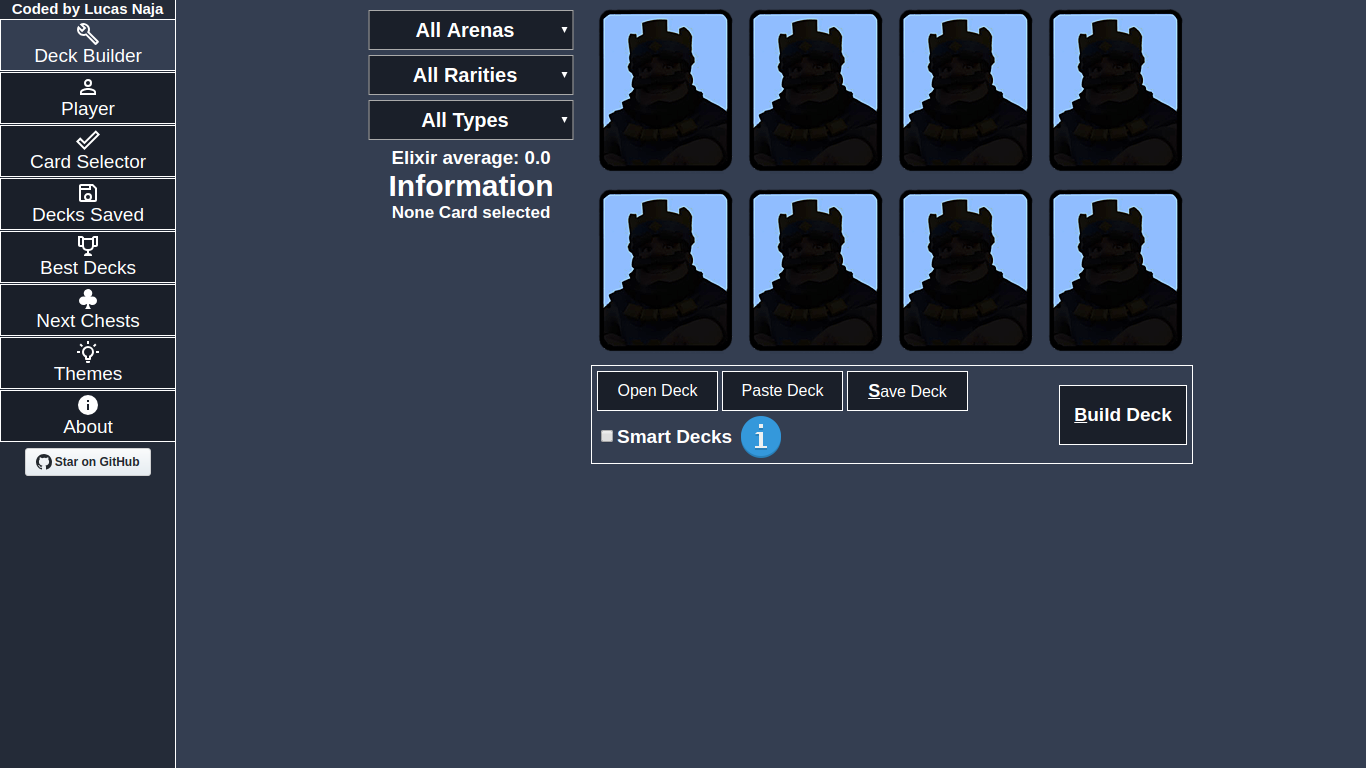 Coded by Lucas Naja
Deck Builder
Player
Card Selector
Decks Saved
Best Decks
Next Chests
Themes
About
Star on GitHub
All Arenas
All Rarities
All Types
Elixir average: 0.0
Information
None Card selected
Open Deck
Paste Deck
Save Deck
Smart Decks
i
Build Deck